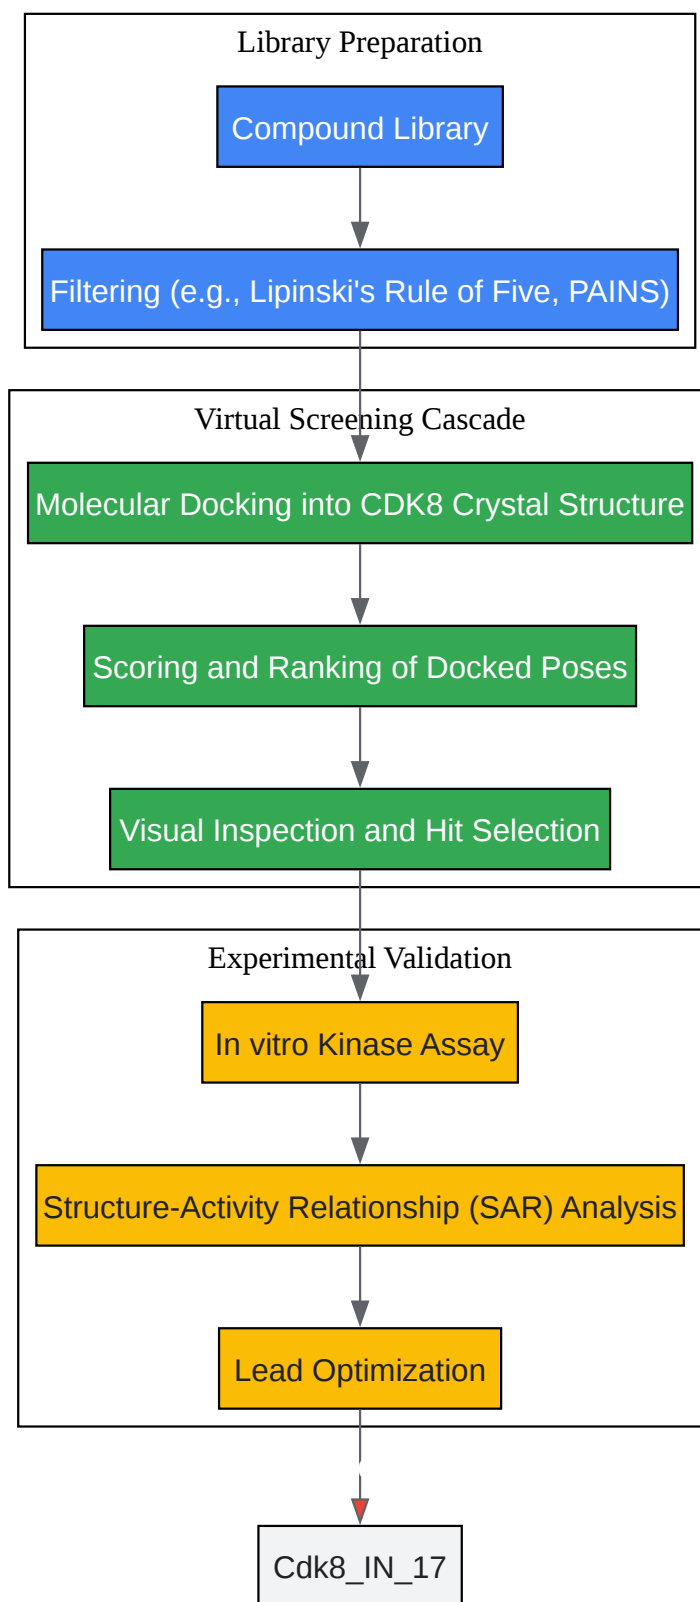 Library Preparation
Compound Library
Filtering (e.g., Lipinski's Rule of Five, PAINS)
Virtual Screening Cascade
Molecular Docking into CDK8 Crystal Structure
Scoring and Ranking of Docked Poses
Visual Inspection and Hit Selection
Experimental Validation
In vitro Kinase Assay
Structure-Activity Relationship (SAR) Analysis
Lead Optimization
Cdk8_IN_17